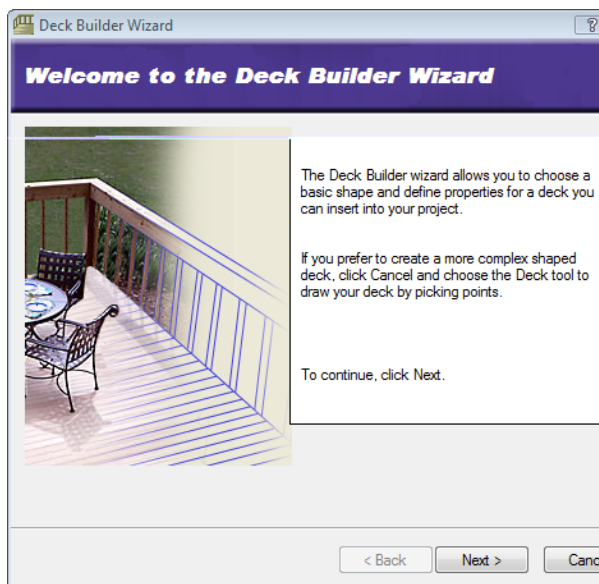 Deck Builder Wizard
?
Welcome to the Deck Builder Wizard
The Deck Builder wizard allows you to choose a
basic shape and define properties for a deck you
can insert into your project.
If you prefer to create a more complex shaped
deck, click Cancel and choose the Deck tool to
draw your deck by picking points.
To continue, click Next.
< Back
Next >
Canc